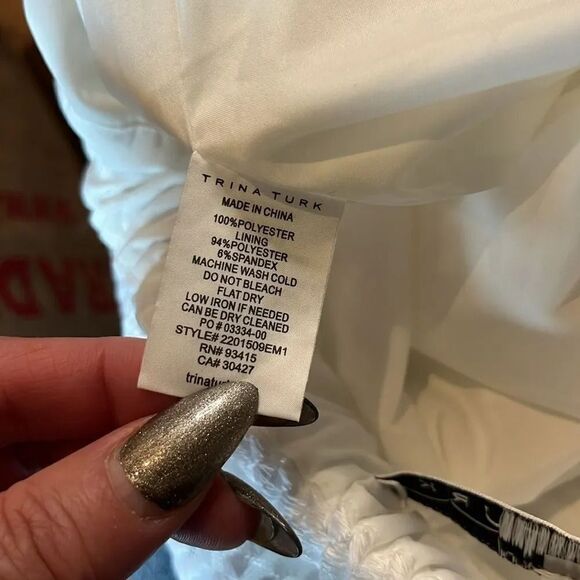 TRINA TURK
MADE IN CHINA
100%POLYESTER
LINING
94%POLYESTER
6%SPANDEX
MACHINE WASH COLD
DO NOT BLEACH
FLAT DRY
LOW IRON IF NEEDED
CAN BE DRY CLEANED
PO # 03334-00
STYLE# 2201509EM1
RN# 93415
CA# 30427